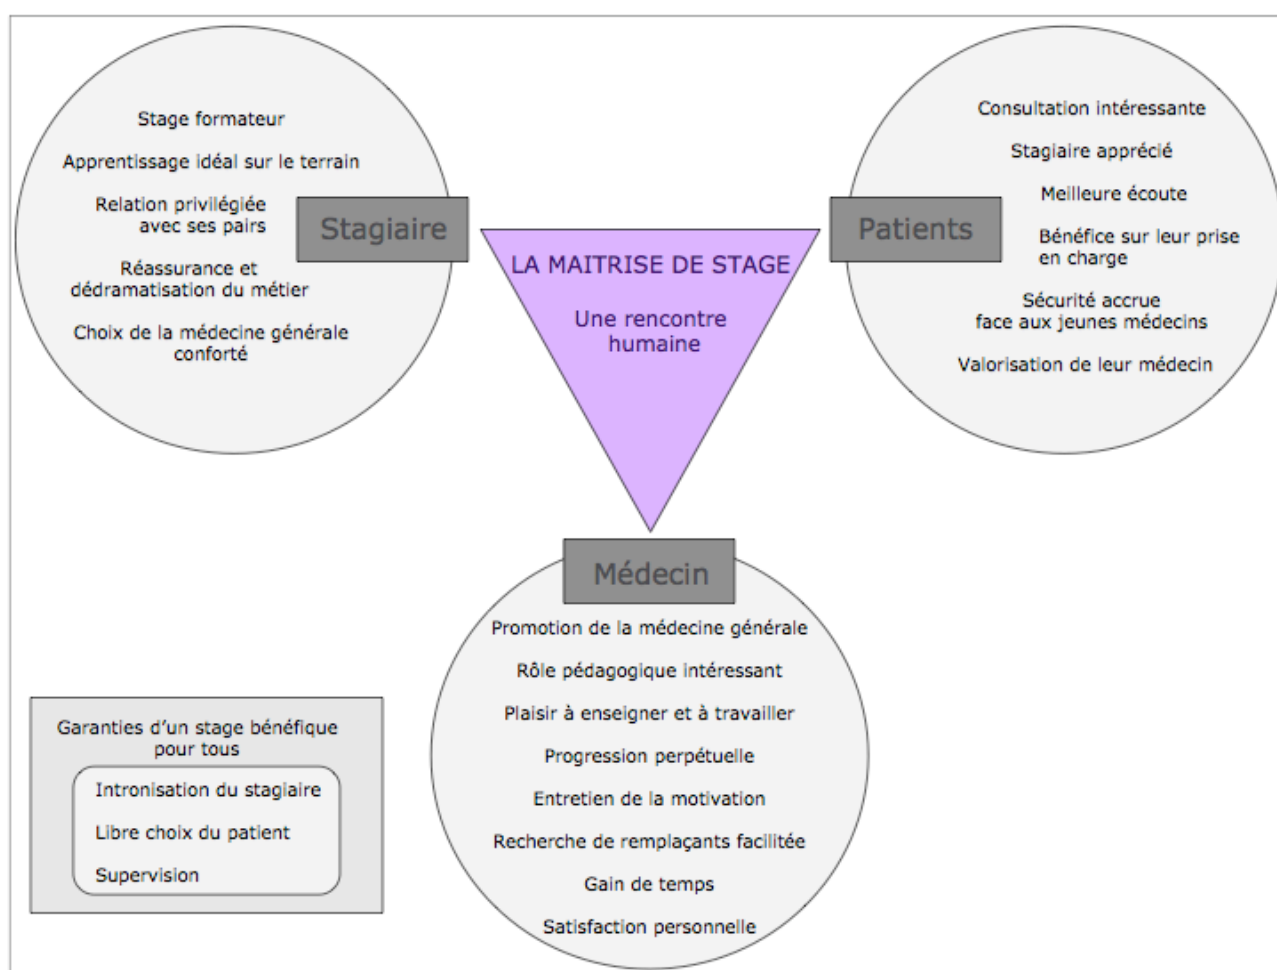 Stage formateur
Apprentissage idéal sur le terrain
Relation privilégiée
avec ses pairs
Réassurance et
dédramatisation du métier
Choix de la médecine générale
conforté
Stagiaire
LA MAITRISE DE STAGE
Une rencontre
humaine
Patients
Consultation intéressante
Stagiaire apprécié
Meilleure écoute
Bénéfice sur leur prise
en charge
Sécurité accrue
face aux jeunes médecins
Valorisation de leur médecin
Médecin
Promotion de la médecine générale
Rôle pédagogique intéressant
Plaisir à enseigner et à travailler
Progression perpétuelle
Entretien de la motivation
Recherche de remplaçants facilitée
Gain de temps
Satisfaction personnelle
Garanties d'un stage bénéfique
pour tous
Intronisation du stagiaire
Libre choix du patient
Supervision